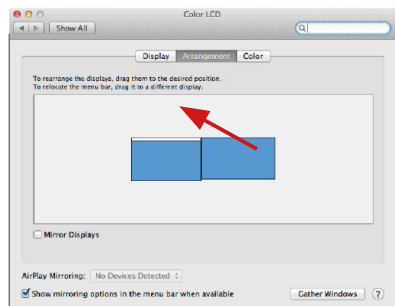 Color LCD
Show All
Display Arrangement Color
To rearrange the displays, drag them to the desired position.
To relocate the menu bar, drag it to a different display.
Mirror Displays
AirPlay Mirroring: No Devices Detected
Show mirroring options in the menu bar when available
Gather Windows ?